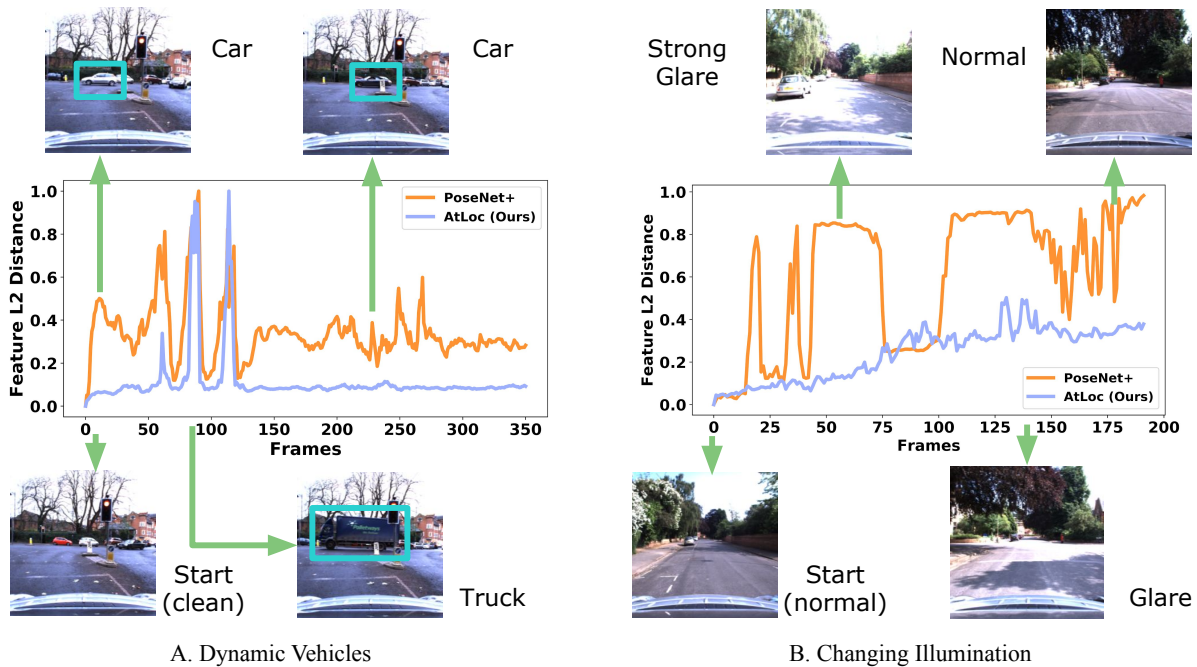 Car
Car
Strong
Glare
Normal
Feature L2 Distance
1.0
0.8
0.6
0.4
0.2
0.0
PoseNet+
AtLoc (Ours)
0
50
100
150
200
250
300
350
Frames
Feature L2 Distance
1.0
0.8
0.6
0.4
0.2
0.0
PoseNet+
AtLoc (Ours)
0
25
50
75
100
125
150
175
200
Frames
Start
(clean)
Truck
Start
(normal)
Glare
A. Dynamic Vehicles
B. Changing Illumination